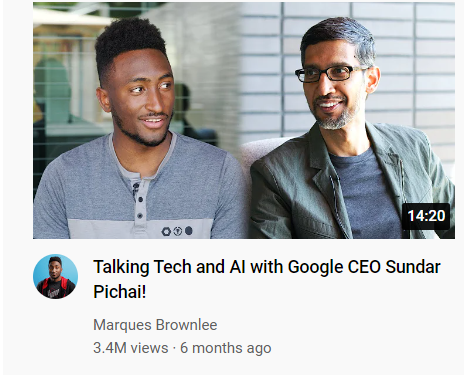 14:20
Talking Tech and AI with Google CEO Sundar
Pichai!
Marques Brownlee
3.4M views · 6 months ago